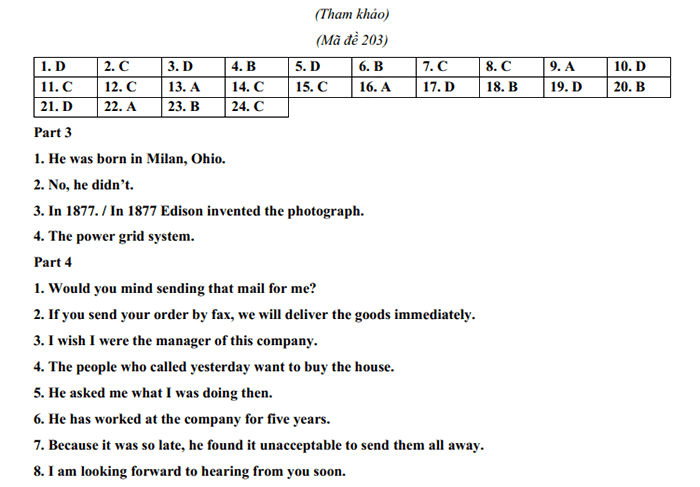 (Tham khảo)
(Mã đề 203)
1. D 2. C 3. D 4. B 5. D 6. B 7. C 8. C 9. A 10. D
11. C 12. C 13. A 14. C 15. C 16. A 17. D 18. B 19. D 20. B
21. D 22. A 23. B 24. C
Part 3
1. He was born in Milan, Ohio.
2. No, he didn’t.
3. In 1877. / In 1877 Edison invented the photograph.
4. The power grid system.
Part 4
1. Would you mind sending that mail for me?
2. If you send your order by fax, we will deliver the goods immediately.
3. I wish I were the manager of this company.
4. The people who called yesterday want to buy the house.
5. He asked me what I was doing then.
6. He has worked at the company for five years.
7. Because it was so late, he found it unacceptable to send them all away.
8. I am looking forward to hearing from you soon.